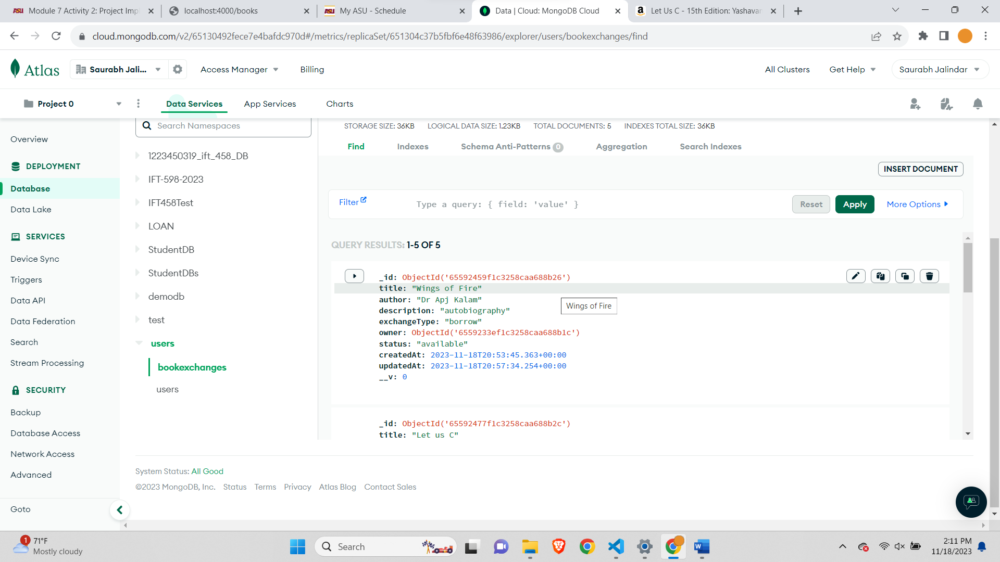 Module 7 Activity 2: Project Impl
localhost:4000/books
My ASU - Schedule
Data | Cloud: MongoDB Cloud
Let Us C - 15th Edition: Yashavan
cloud.mongodb.com/v2/65130492fece7e4bafdc970d#/metrics/replicaSet/651304c37b5fbf6e48f63986/explorer/users/bookexchanges/find
Atlas
Saurabh Jali...
Access Manager
Billing
All Clusters
Get Help
Saurabh Jalindar
Project 0
Data Services
App Services
Charts
Overview
DEPLOYMENT
Database
Data Lake
SERVICES
Device Sync
Triggers
Data API
Data Federation
Search
Stream Processing
SECURITY
Backup
Database Access
Network Access
Advanced
Goto
Search Namespaces
1223450319_ift_458_DB
IFT-598-2023
IFT458Test
LOAN
StudentDB
StudentDBs
demodb
test
users
bookexchanges
users
STORAGE SIZE: 36KB LOGICAL DATA SIZE: 1.23KB TOTAL DOCUMENTS: 5 INDEXES TOTAL SIZE: 36KB
Find Indexes Schema Anti-Patterns 0 Aggregation Search Indexes
INSERT DOCUMENT
Filter Type a query: { field: 'value' } Reset Apply More Options
QUERY RESULTS: 1-5 OF 5
_id: ObjectId('65592459f1c3258caa688b26')
title: "Wings of Fire"
author: "Dr Apj Kalam"
Wings of Fire
description: "autobiography"
exchangeType: "borrow"
owner: ObjectId('6559233ef1c3258caa688b1c')
status: "available"
createdAt: 2023-11-18T20:53:45.363+00:00
updatedAt: 2023-11-18T20:57:34.254+00:00
__v: 0
_id: ObjectId('65592477f1c3258caa688b2c')
title: "Let us C"
System Status: All Good
©2023 MongoDB, Inc. Status Terms Privacy Atlas Blog Contact Sales
1
71°F
Mostly cloudy
Search
2:11 PM
11/18/2023